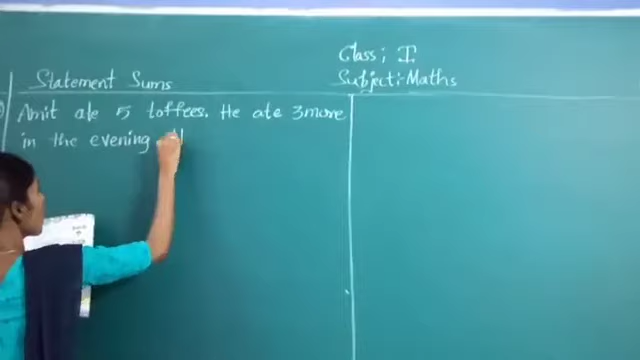 Class: I
Statement Sums
Subject:- Maths
Amit ate 5 toffees. He ate 3 more
in the evening.